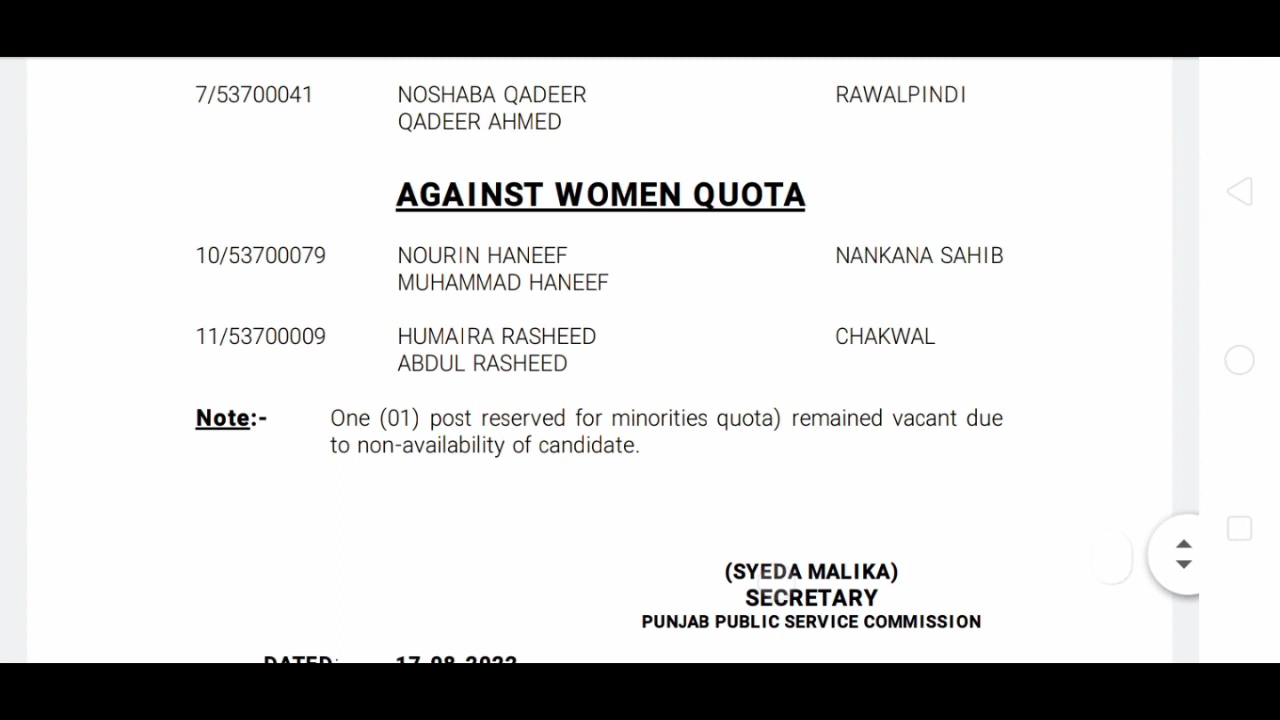 7/53700041 NOSHABA QADEER RAWALPINDI
QADEER AHMED
AGAINST WOMEN QUOTA
10/53700079 NOURIN HANEEF NANKANA SAHIB
MUHAMMAD HANEEF
11/53700009 HUMAIRA RASHEED CHAKWAL
ABDUL RASHEED
Note:- One (01) post reserved for minorities quota) remained vacant due
to non-availability of candidate.
(SYEDA MALIKA)
SECRETARY
PUNJAB PUBLIC SERVICE COMMISSION
DATED: